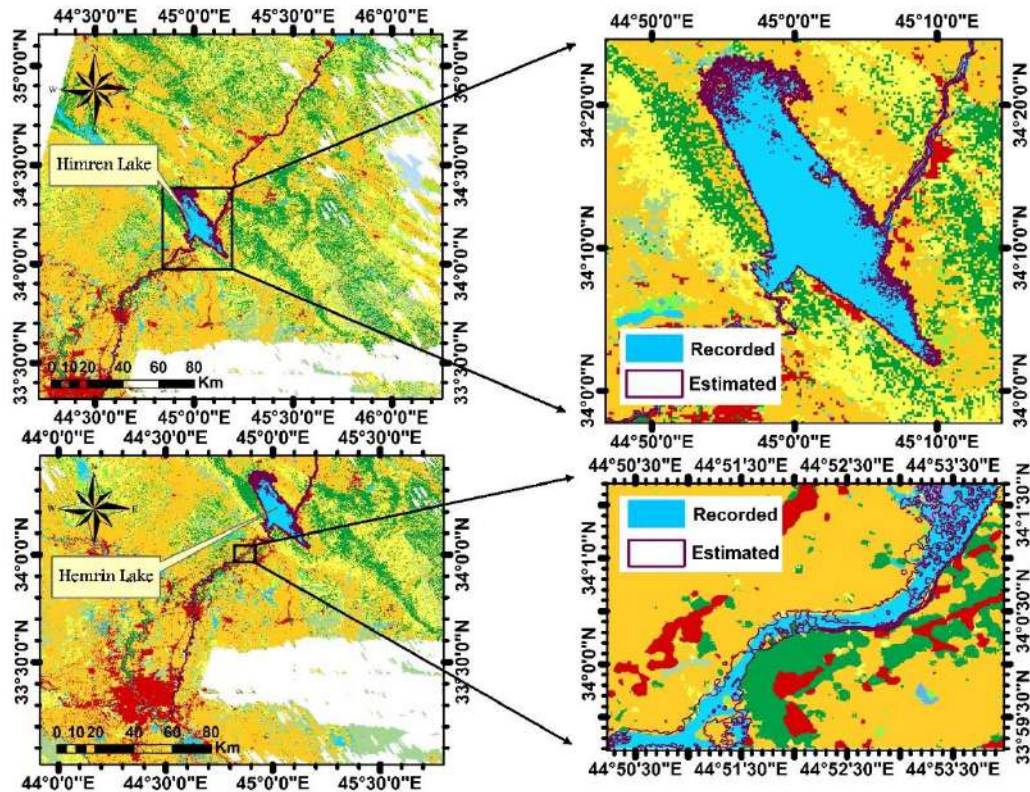 44°30'0"E 45°0'0"E 45°30'0"E 46°0'0"E
35°0'0"N
34°30'0"N
34°0'0"N
33°30'0"N
W
Himren Lake
0 10 20 40 60 80
Km
35°0'0"N
34°30'0"N
34°0'0"N
33°30'0"N
44°30'0"E 45°0'0"E 45°30'0"E 46°0'0"E
44°50'0"E 45°0'0"E 45°10'0"E
34°20'0"N
34°10'0"N
34°0'0"N
Recorded
Estimated
34°20'0"N
34°10'0"N
34°0'0"N
44°50'0"E 45°0'0"E 45°10'0"E
44°0'0"E 44°30'0"E 45°0'0"E 45°30'0"E
34°0'0"N
33°30'0"N
W E
Hemrin Lake
0 10 20 40 60 80
Km
34°0'0"N
33°30'0"N
44°0'0"E 44°30'0"E 45°0'0"E 45°30'0"E
44°50'30"E 44°51'30"E 44°52'30"E 44°53'30"E
34°1'0"N
34°0'0"N
Recorded
Estimated
34°1'30"N
34°0'30"N
33°59'30"N
44°50'30"E 44°51'30"E 44°52'30"E 44°53'30"E